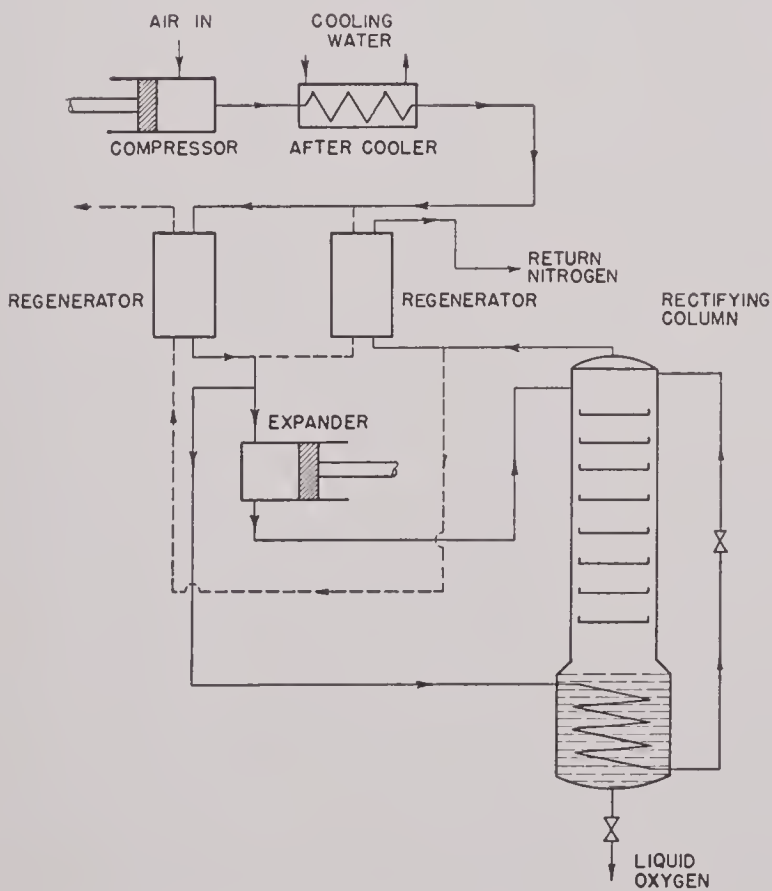 AIR IN
COOLING
WATER
COMPRESSOR
AFTER COOLER
REGENERATOR
REGENERATOR
RETURN
NITROGEN
RECTIFYING
COLUMN
EXPANDER
LIQUID
OXYGEN